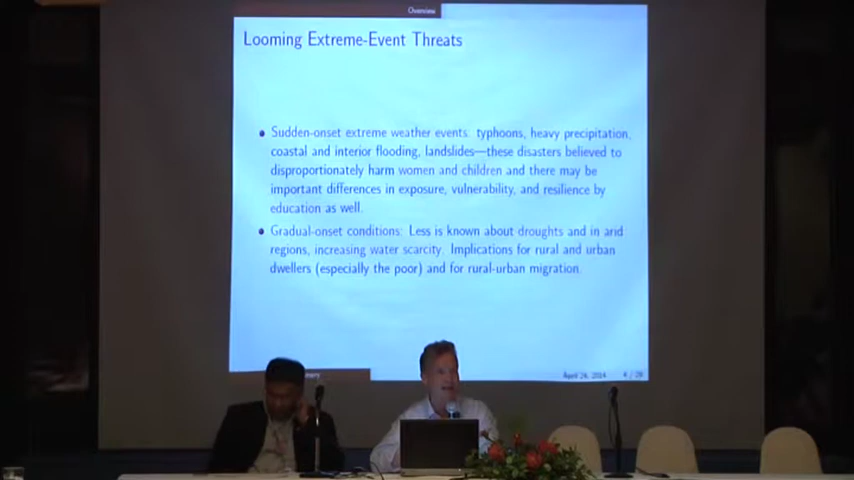 Overview
Looming Extreme-Event Threats
Sudden-onset extreme weather events: typhoons, heavy precipitation,
coastal and interior flooding, landslides—these disasters believed to
disproportionately harm women and children and there may be
important differences in exposure, vulnerability, and resilience by
education as well.
Gradual-onset conditions: Less is known about droughts and in arid
regions, increasing water scarcity. Implications for rural and urban
dwellers (especially the poor) and for rural-urban migration.
April 24, 2014 4 / 28